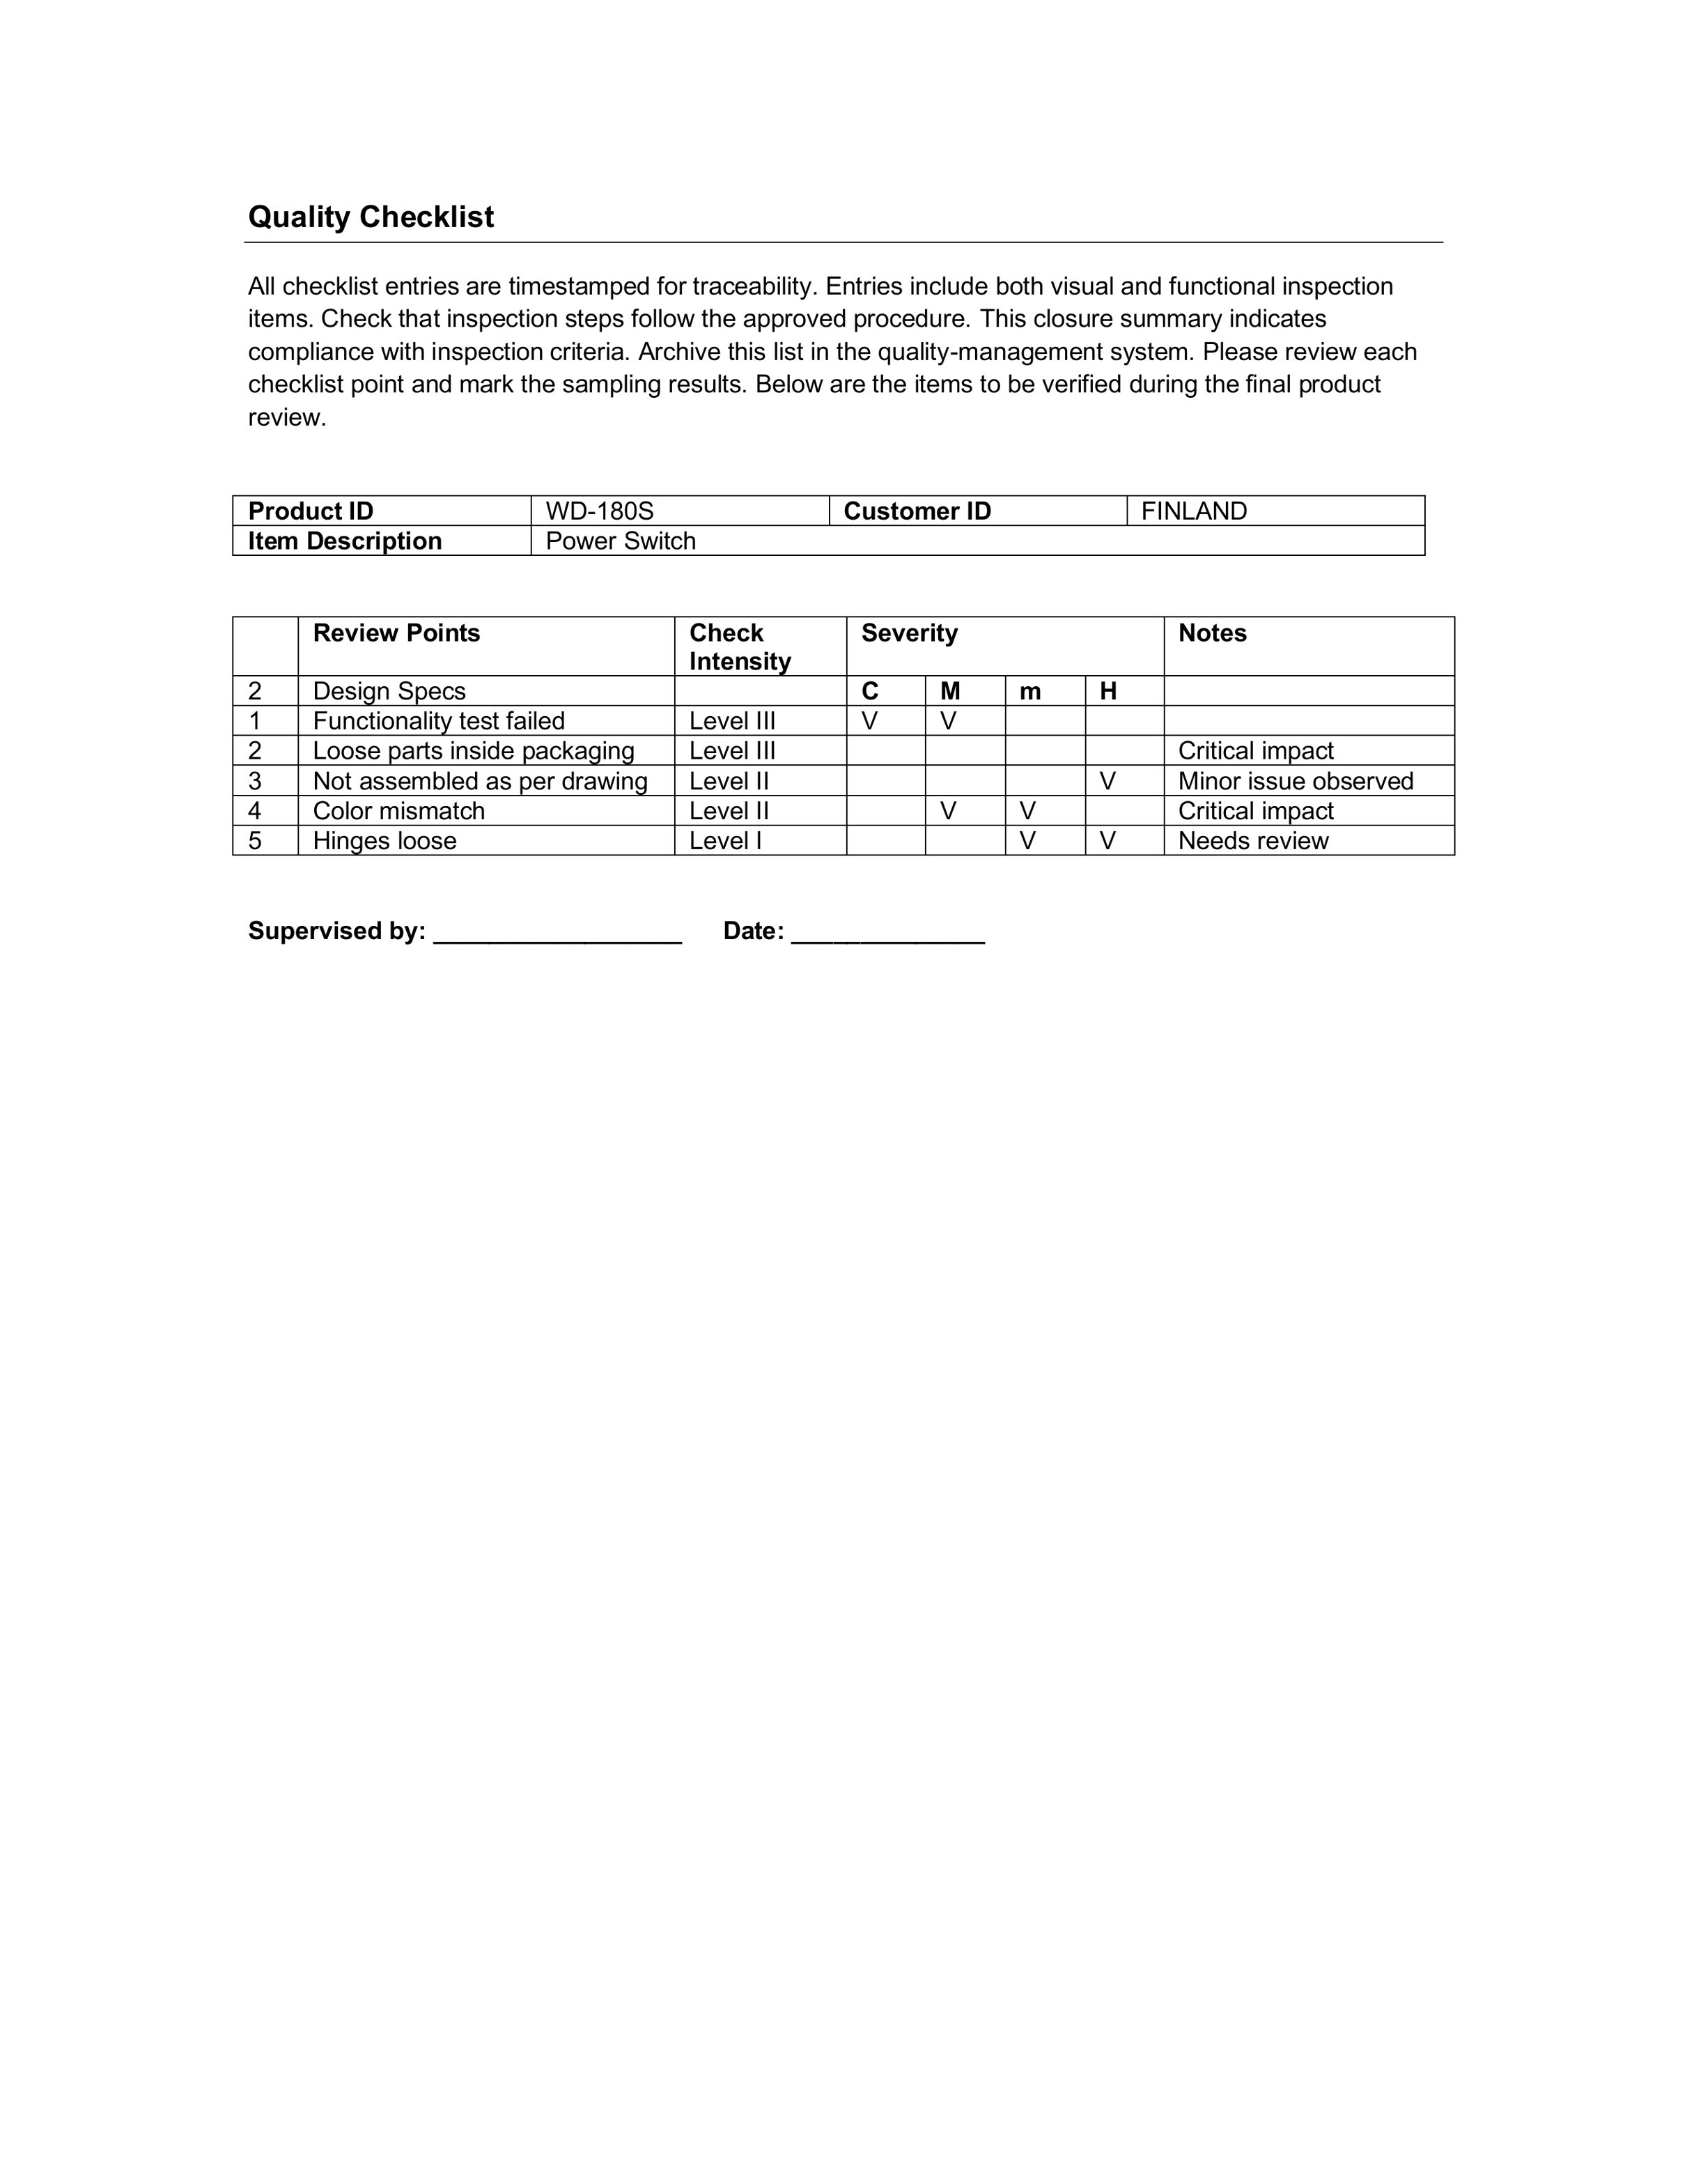 Quality Checklist
All checklist entries are timestamped for traceability. Entries include both visual and functional inspection
items. Check that inspection steps follow the approved procedure. This closure summary indicates
compliance with inspection criteria. Archive this list in the quality-management system. Please review each
checklist point and mark the sampling results. Below are the items to be verified during the final product
review.
Product ID WD-180S Customer ID FINLAND
Item Description Power Switch
Review Points Check Intensity Severity Notes
2 Design Specs C M m H
1 Functionality test failed Level III V V
2 Loose parts inside packaging Level III Critical impact
3 Not assembled as per drawing Level II V Minor issue observed
4 Color mismatch Level II V V Critical impact
5 Hinges loose Level I V V Needs review
Supervised by: __________________ Date: ______________